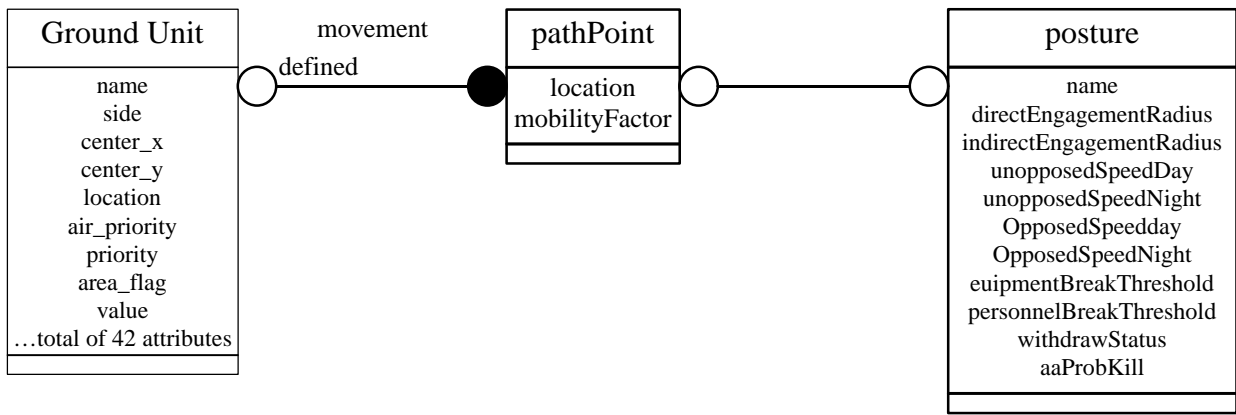 Ground Unit
name
side
center_x
center_y
location
air_priority
priority
area_flag
value
…total of 42 attributes
movement
defined
pathPoint
location
mobilityFactor
posture
name
directEngagementRadius
indirectEngagementRadius
unopposedSpeedDay
unopposedSpeedNight
OpposedSpeedday
OpposedSpeedNight
euipmentBreakThreshold
personnelBreakThreshold
withdrawStatus
aaProbKill